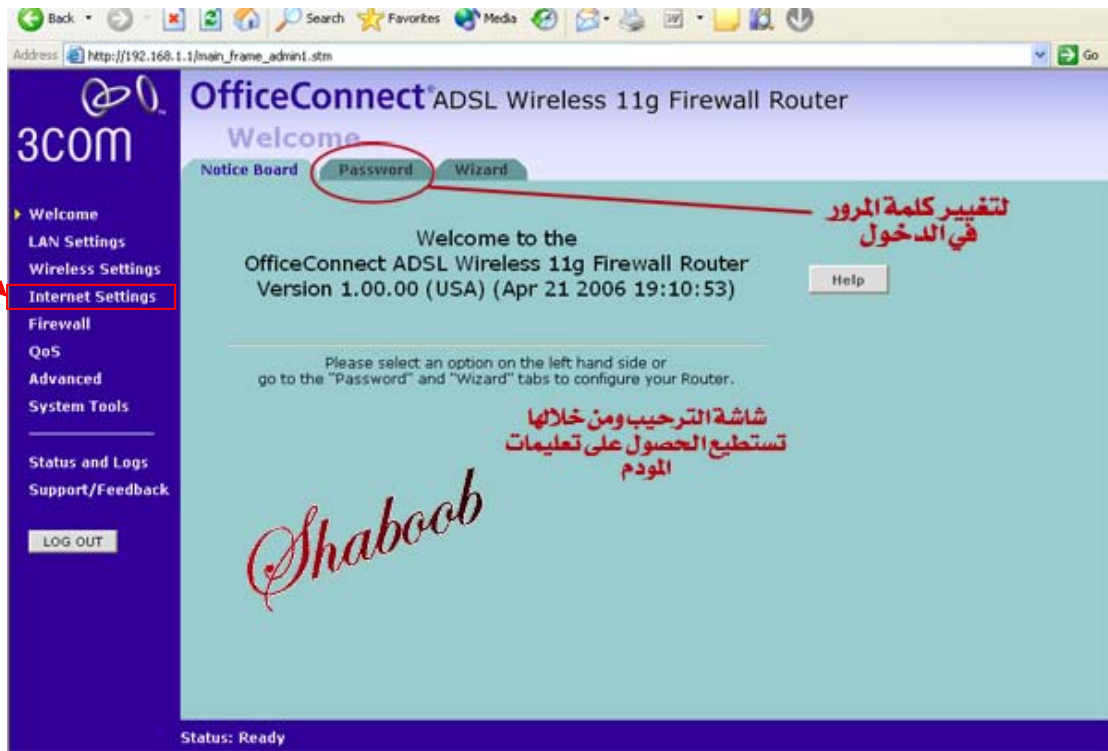 Back
Search
Favorites
Media
Address http://192.168.1.1/main_frame_admin1.stm
Go
3COM
OfficeConnect ADSL Wireless 11g Firewall Router
Welcome
Notice Board
Password
Wizard
Welcome
LAN Settings
Wireless Settings
Internet Settings
Firewall
QoS
Advanced
System Tools
Status and Logs
Support/Feedback
LOG OUT
لتغيير كلمة المرور
في الدخول
Welcome to the
OfficeConnect ADSL Wireless 11g Firewall Router
Version 1.00.00 (USA) (Apr 21 2006 19:10:53)
Help
Please select an option on the left hand side or
go to the "Password" and "Wizard" tabs to configure your Router.
شاشة الترحيب ومن خلالها
تستطيع الحصول على تعليمات
المودم
Shaboob
Status: Ready